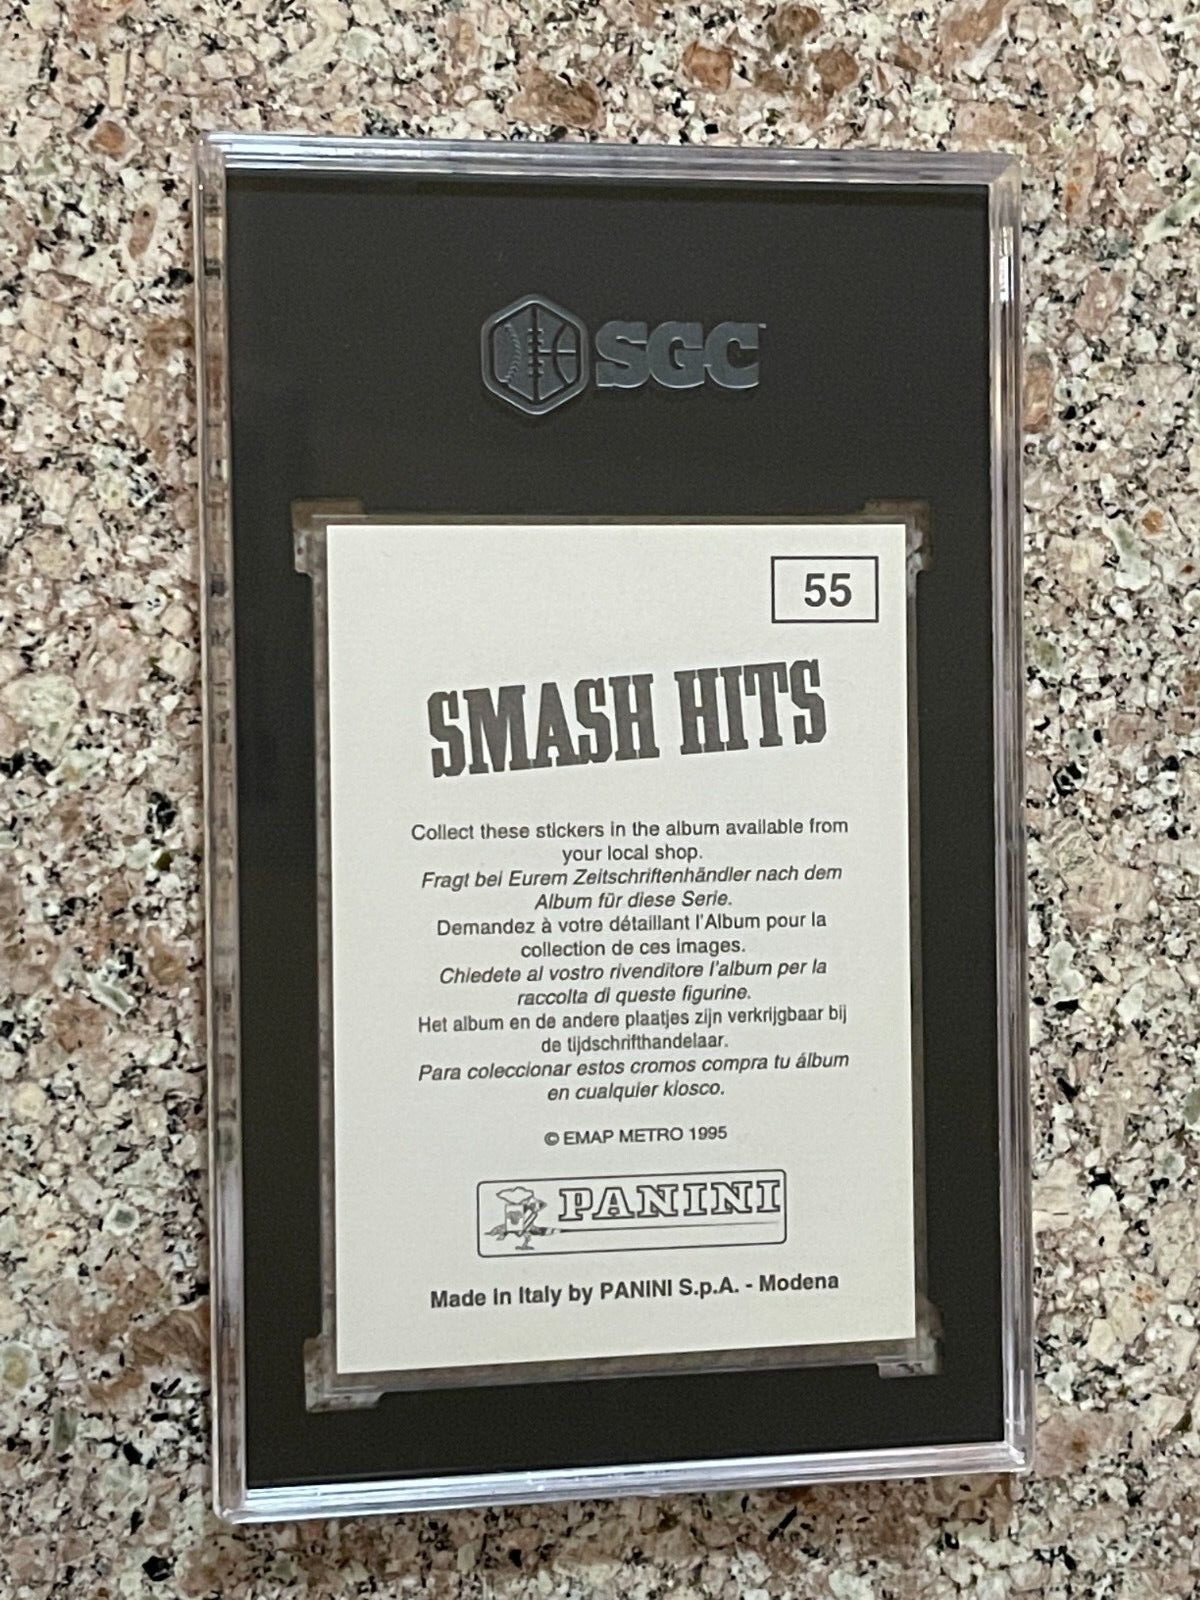 SGC
55
SMASH HITS
Collect these stickers in the album available from
your local shop.
Fragt bei Eurem Zeitschriftenhändler nach dem
Album für diese Serie.
Demandez à votre détaillant l'Album pour la
collection de ces images.
Chiedete al vostro rivenditore l'album per la
raccolta di queste figurine.
Het album en de andere plaatjes zijn verkrijgbaar bij
de tijdschrifthandelaar.
Para coleccionar estos cromos compra tu álbum
en cualquier kiosco.
© EMAP METRO 1995
PANINI
Made in Italy by PANINI S.p.A. - Modena